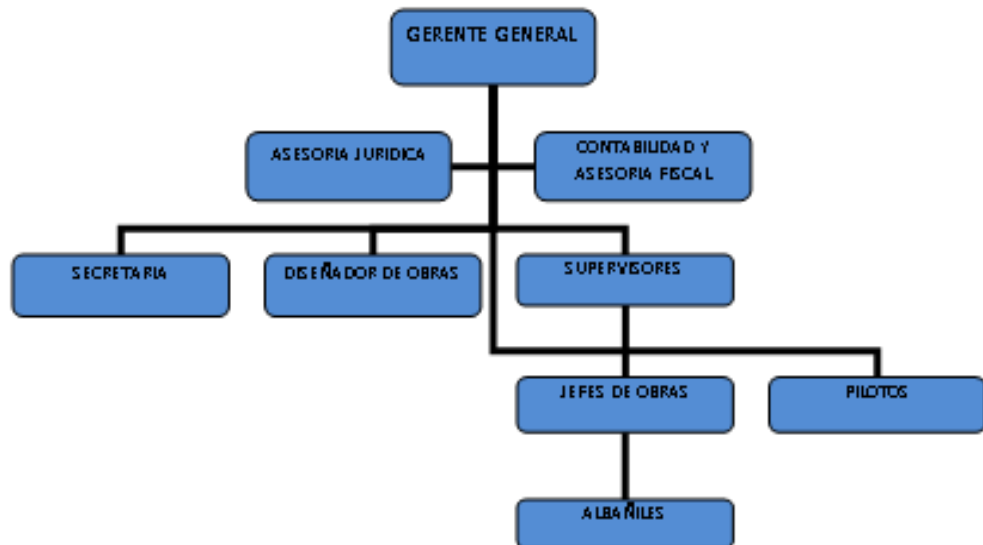 GERENTE GENERAL
ASESORIA JURIDICA
CONTABILIDAD Y
ASESORIA FISCAL
SECRETARIA
DISEÑADOR DE OBRAS
SUPERVISORES
JEFES DE OBRAS
PILOTOS
ALBAÑILES